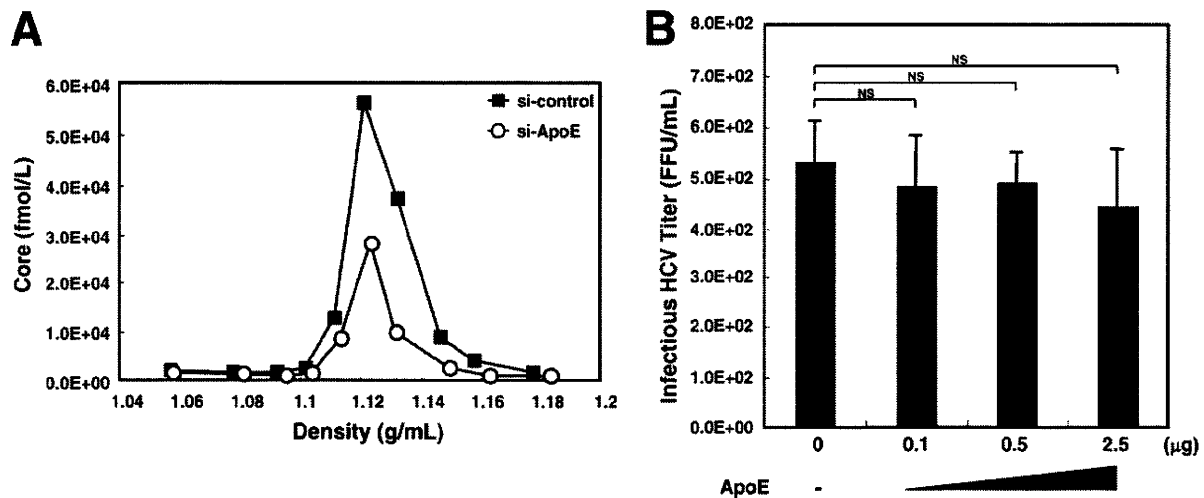 A
Core (fmol/L)
6.0E+04
5.0E+04
4.0E+04
3.0E+04
2.0E+04
1.0E+04
0.0E+00
si-control
si-ApoE
1.04 1.06 1.08 1.1 1.12 1.14 1.16 1.18 1.2
Density (g/mL)
B
Infectious HCV Titer (FFU/mL)
8.0E+02
7.0E+02
6.0E+02
5.0E+02
4.0E+02
3.0E+02
2.0E+02
1.0E+02
0.0E+00
NS
NS
NS
0 0.1 0.5 2.5 (μg)
ApoE -